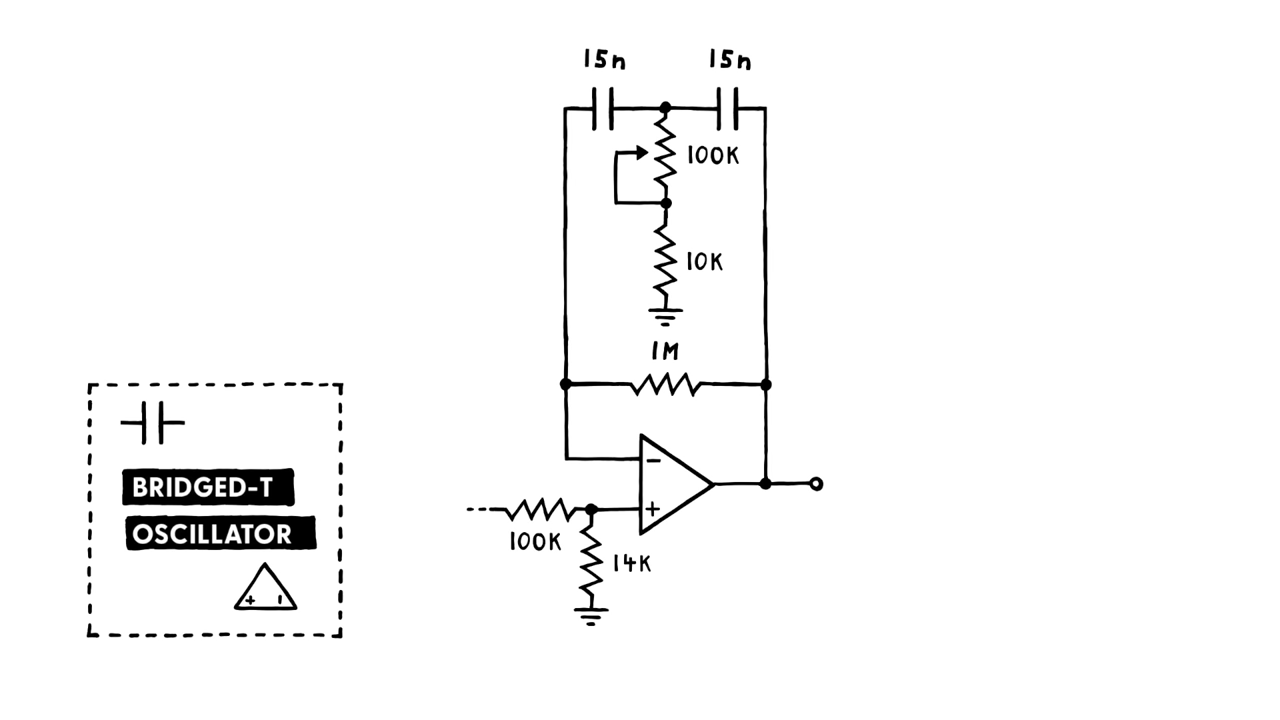 15n 15n
100K
10K
1M
BRIDGED-T
OSCILLATOR
+ -
-
+
100K
14K